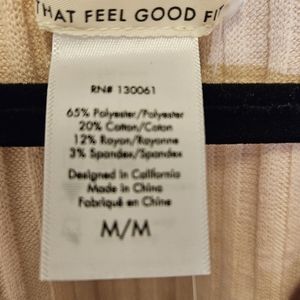 THAT FEEL GOOD FI
RN# 130061
65% Polyester/Polyester
20% Cotton/Coton
12% Rayon/Rayonne
3% Spandex/Spandex
Designed in California
Made in China
Fabriqué en Chine
M/M